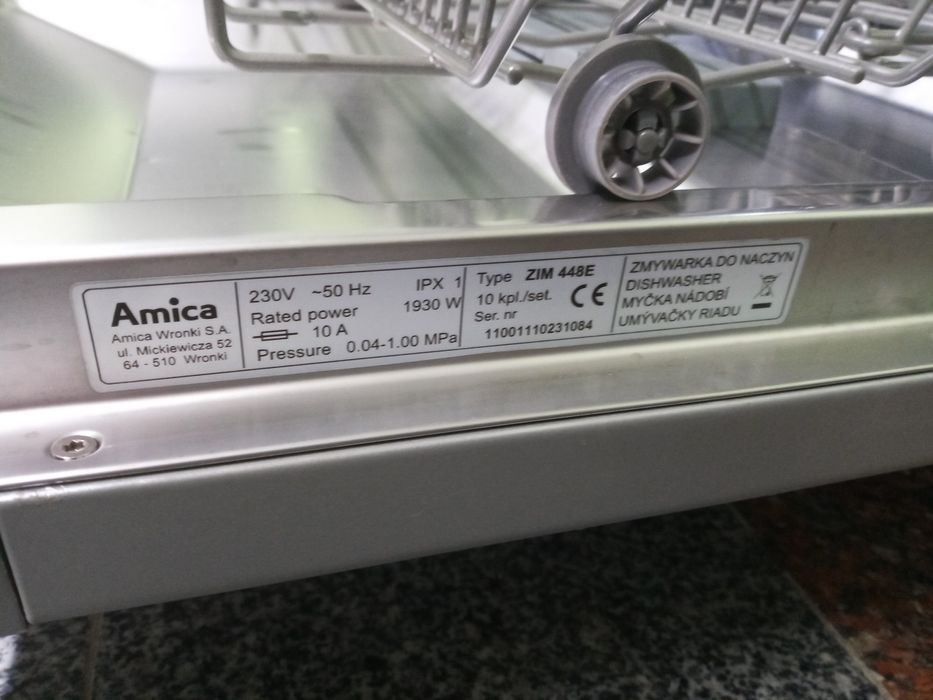 Amica
Amica Wronki S.A.
ul. Mickiewicza 52
64 - 510 Wronki
230V ~50 Hz IPX 1
Rated power 1930 W
10 A
Pressure 0.04-1.00 MPa
Type ZIM 448E
10 kpl./set. CE
Ser. nr
11001110231084
ZMYWARKA DO NACZYN
DISHWASHER
MYČKA NÁDOBÍ
UMÝVAČKY RIADU